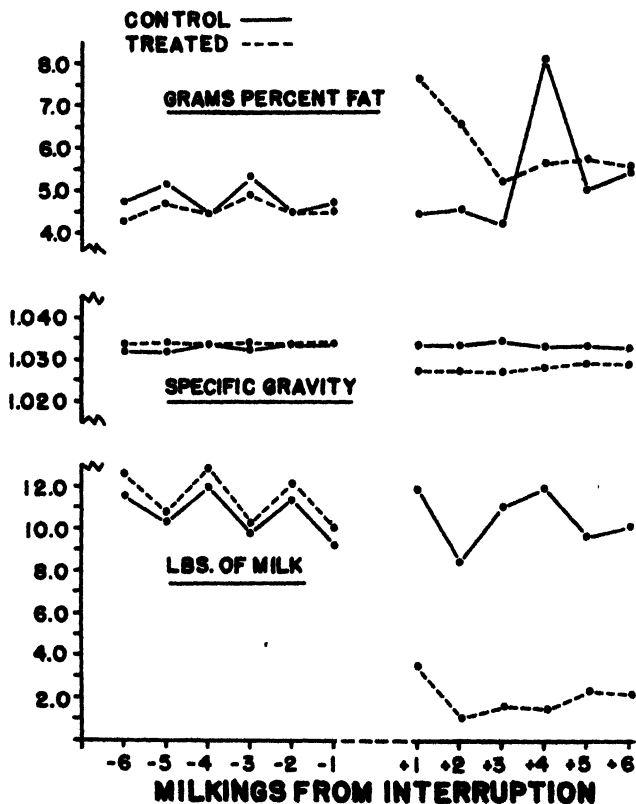 CONTROL
TREATED
8.0
7.0
6.0
5.0
4.0
GRAMS PERCENT FAT
1.040
1.030
1.020
SPECIFIC GRAVITY
12.0
10.0
8.0
6.0
4.0
2.0
LBS. OF MILK
-6 -5 -4 -3 -2 -1 +1 +2 +3 +4 +5 +6
MILKINGS FROM INTERRUPTION